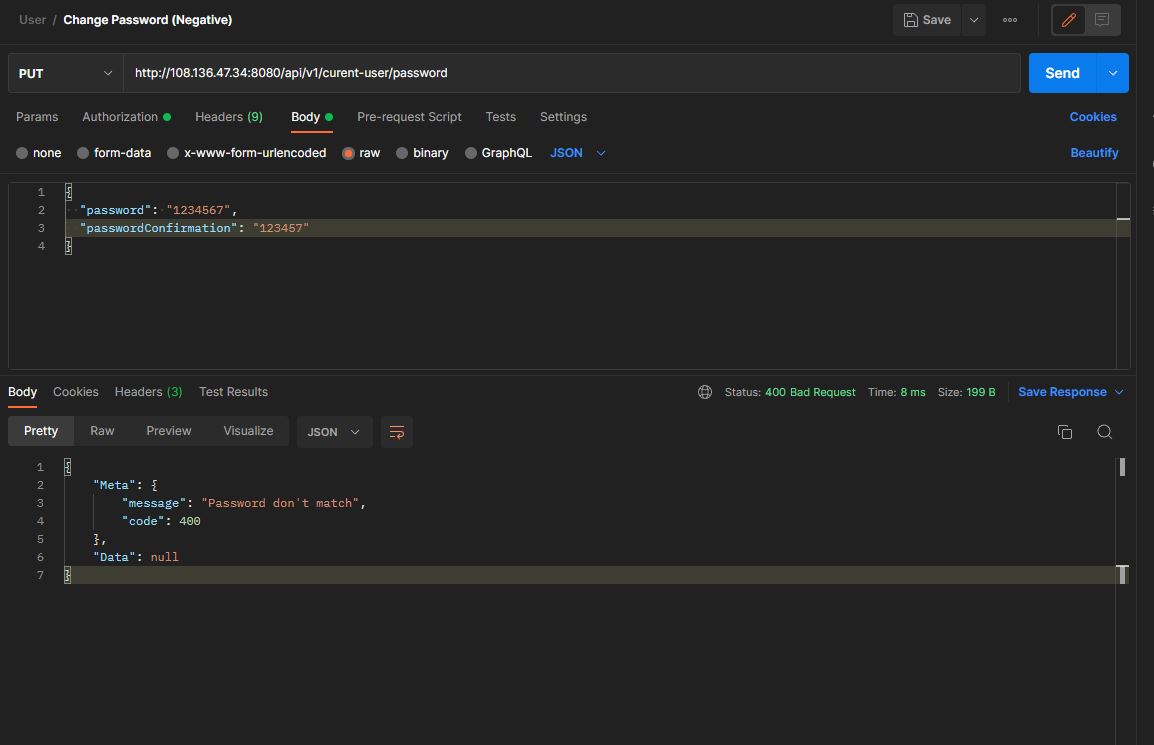 User / Change Password (Negative)
Save
PUT
http://108.136.47.34:8080/api/v1/curent-user/password
Send
Params Authorization Headers (9) Body Pre-request Script Tests Settings Cookies
none form-data x-www-form-urlencoded raw binary GraphQL JSON Beautify
1 {
2 "password": "1234567",
3 "passwordConfirmation": "123457"
4 }
Body Cookies Headers (3) Test Results Status: 400 Bad Request Time: 8 ms Size: 199 B Save Response
Pretty Raw Preview Visualize JSON
1 {
2 "Meta": {
3 "message": "Password don't match",
4 "code": 400
5 },
6 "Data": null
7 }